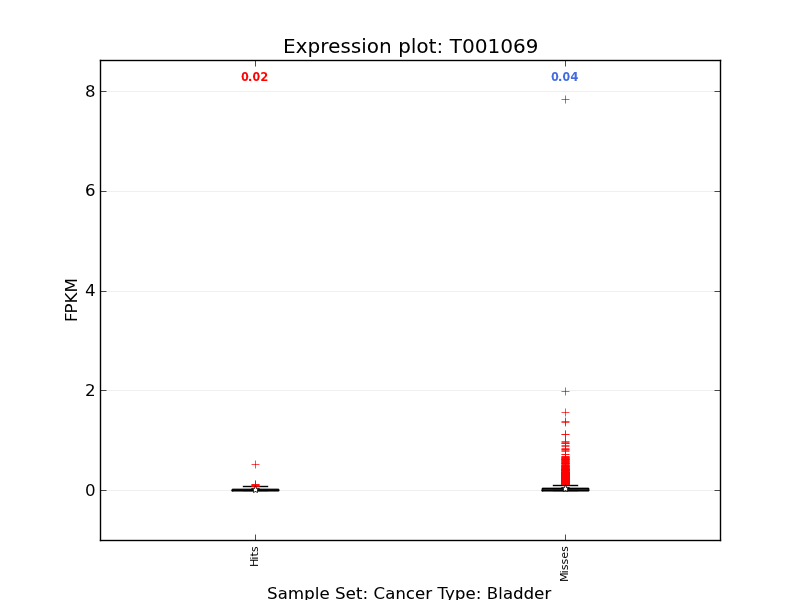 Expression plot: T001069
0.02
0.04
8
6
4
2
0
FPKM
Hits
Misses
Sample Set: Cancer Type: Bladder